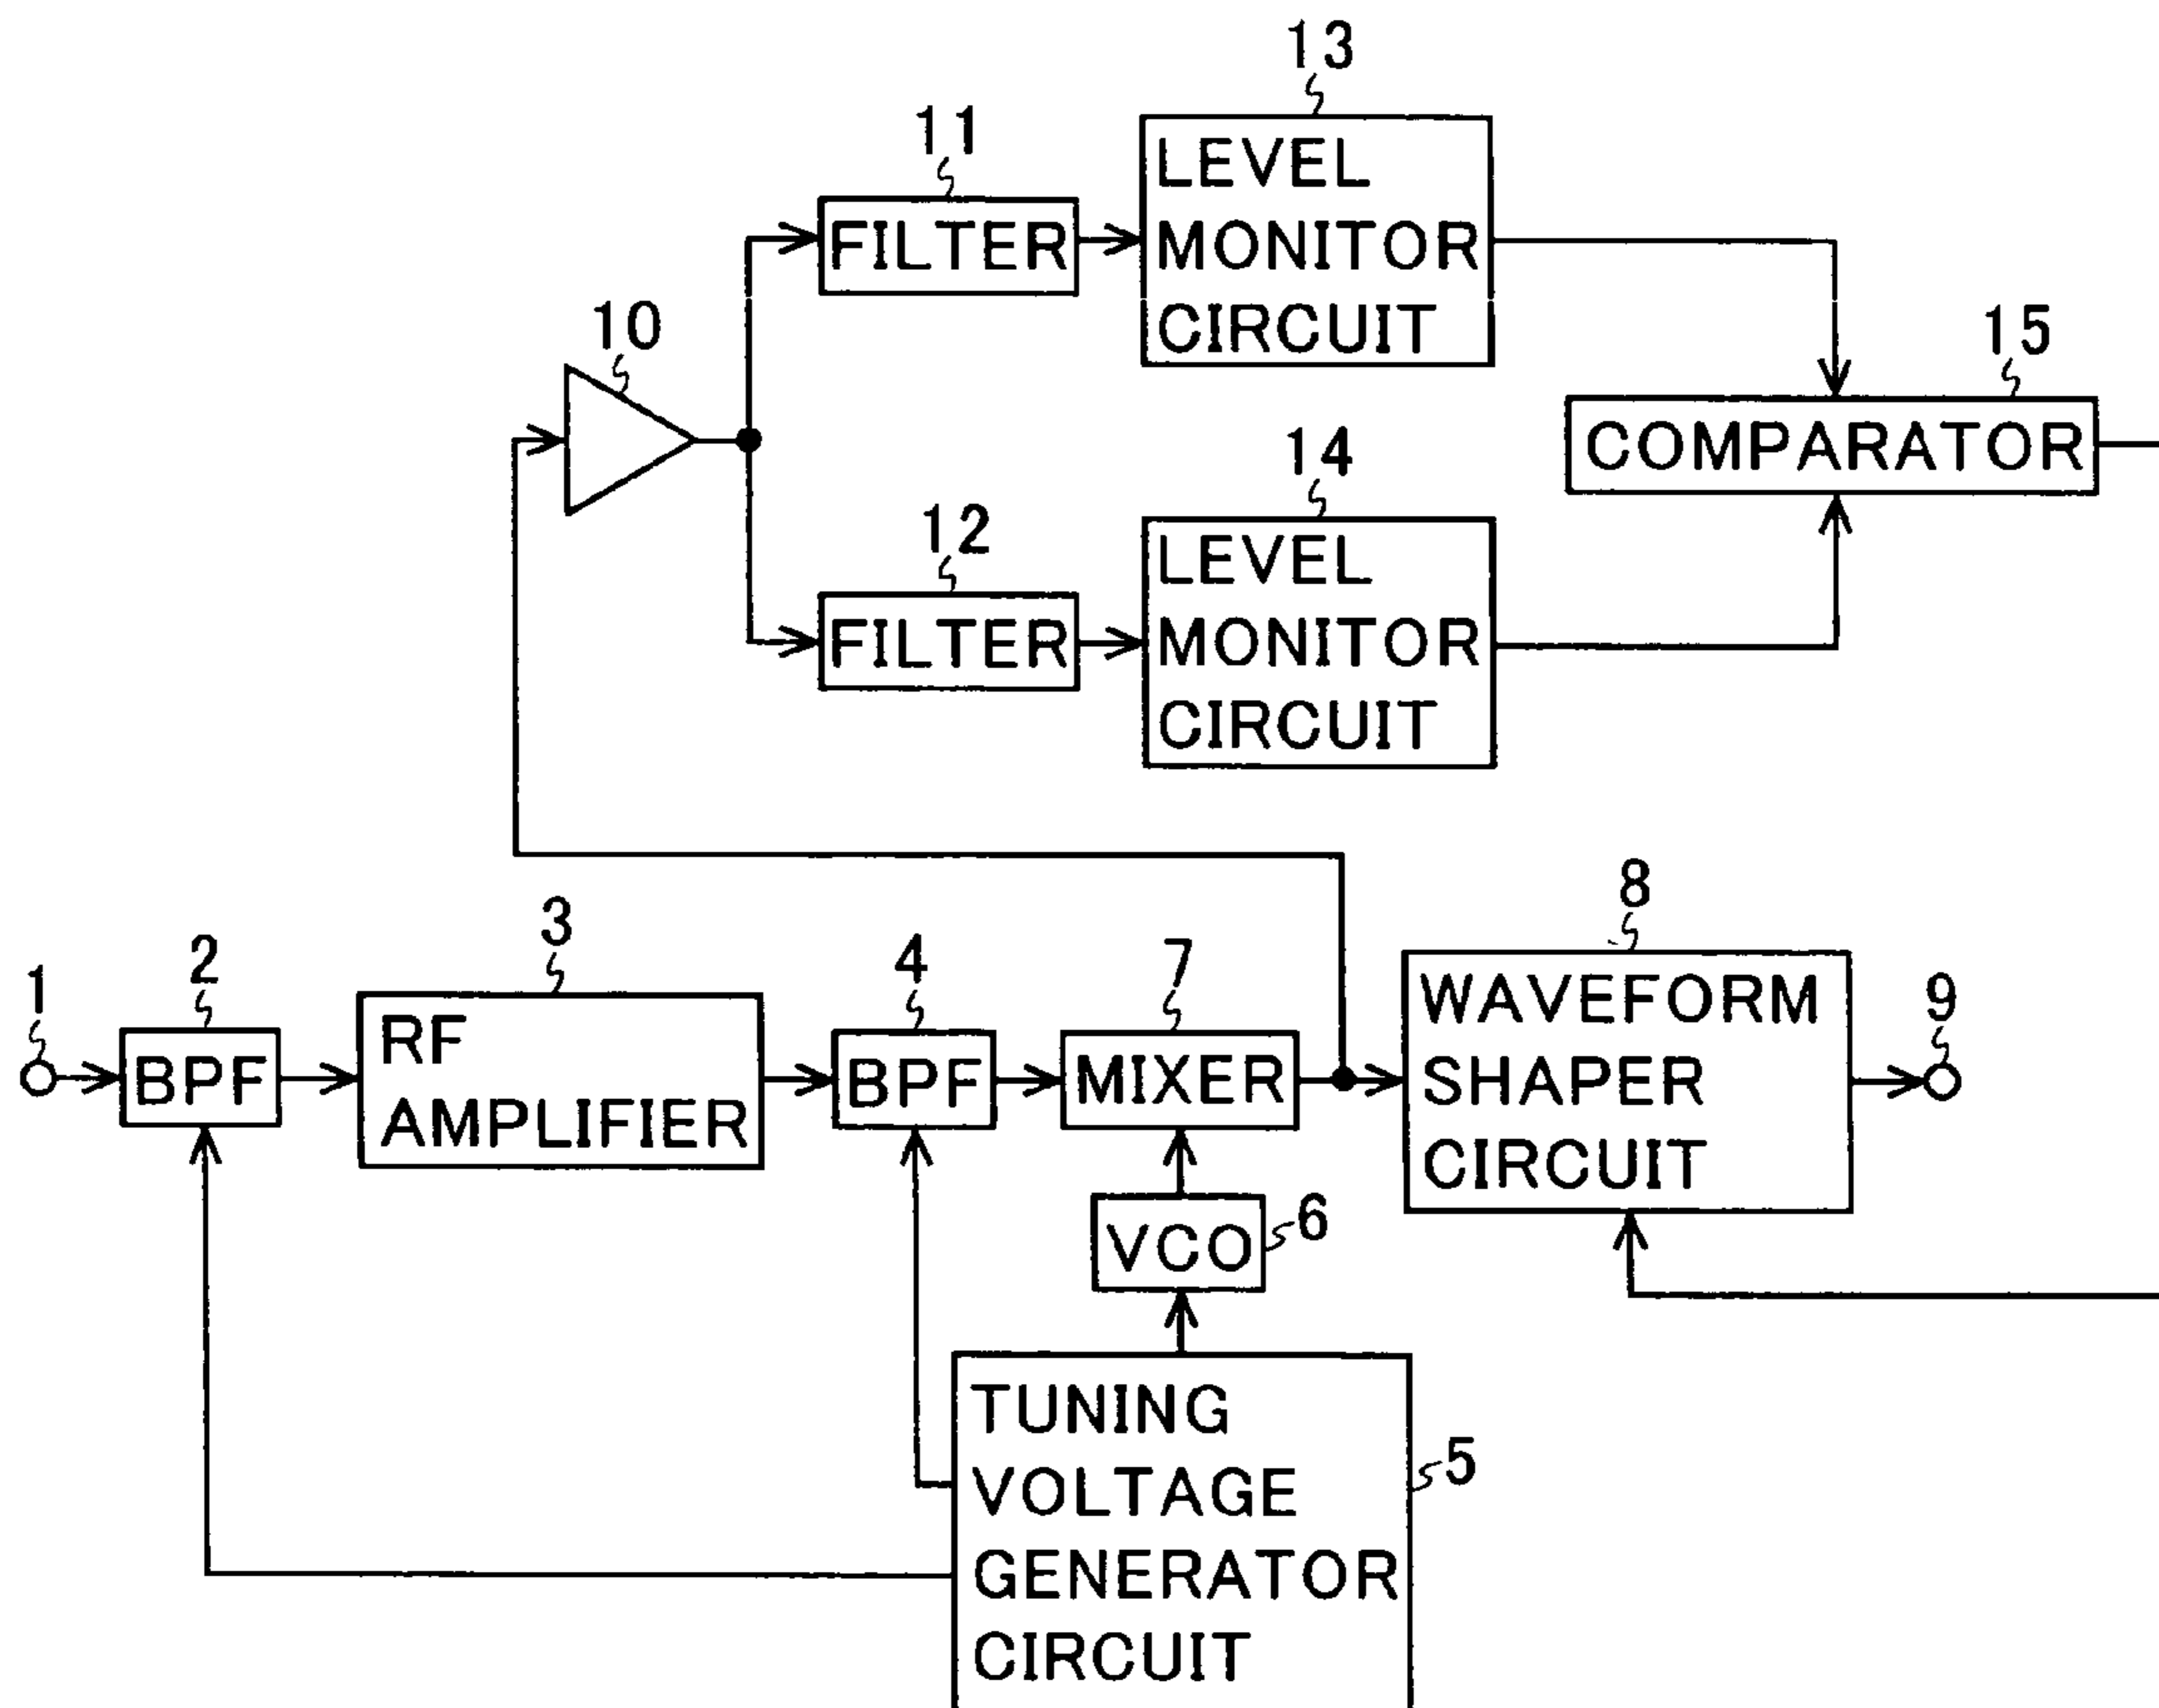 13
LEVEL
MONITOR
CIRCUIT
11
FILTER
10
15
COMPARATOR
14
LEVEL
MONITOR
CIRCUIT
12
FILTER
1
2
BPF
3
RF
AMPLIFIER
4
BPF
7
MIXER
8
WAVEFORM
SHAPER
CIRCUIT
9
VCO
6
TUNING
VOLTAGE
GENERATOR
CIRCUIT
5